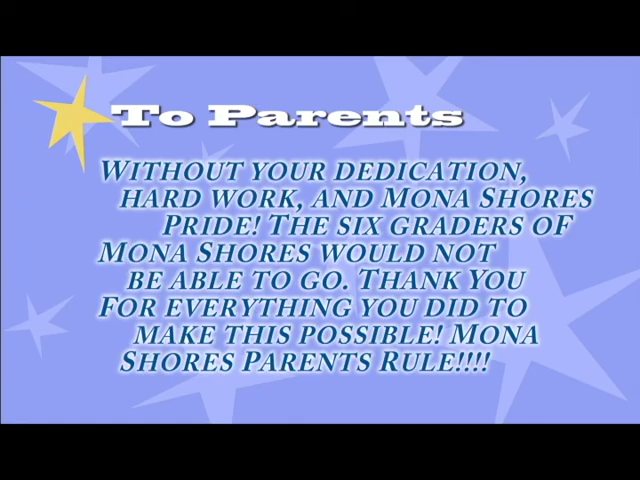 To Parents
Without your dedication,
hard work, and Mona Shores
Pride! The six graders of
Mona Shores would not
be able to go. Thank You
For everything you did to
make this possible! Mona
Shores Parents Rule!!!!